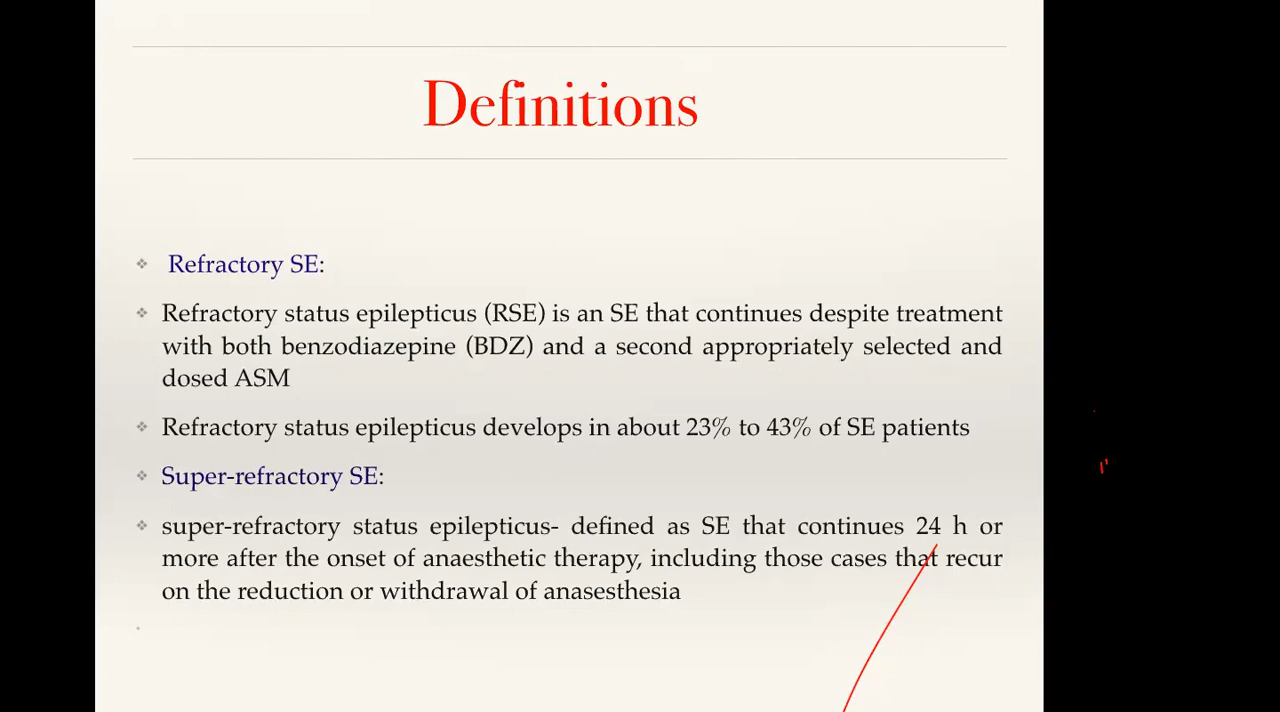 Definitions
Refractory SE:
Refractory status epilepticus (RSE) is an SE that continues despite treatment
with both benzodiazepine (BDZ) and a second appropriately selected and
dosed ASM
Refractory status epilepticus develops in about 23% to 43% of SE patients
Super-refractory SE:
super-refractory status epilepticus- defined as SE that continues 24 h or
more after the onset of anaesthetic therapy, including those cases that recur
on the reduction or withdrawal of anasesthesia